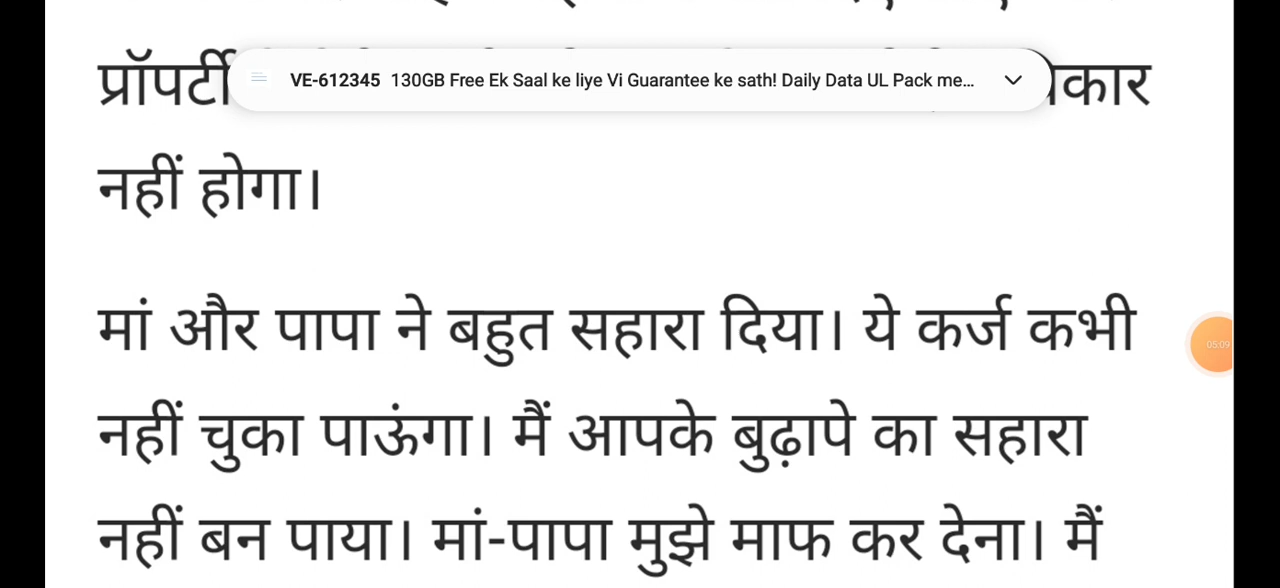 प्रॉपर्टी
VE-612345 130GB Free Ek Saal ke liye Vi Guarantee ke sath! Daily Data UL Pack me...
नहीं होगा।
मां और पापा ने बहुत सहारा दिया। ये कर्ज कभी
05:09
नहीं चुका पाऊंगा। मैं आपके बुढ़ापे का सहारा
नहीं बन पाया। मां-पापा मुझे माफ कर देना। मैं